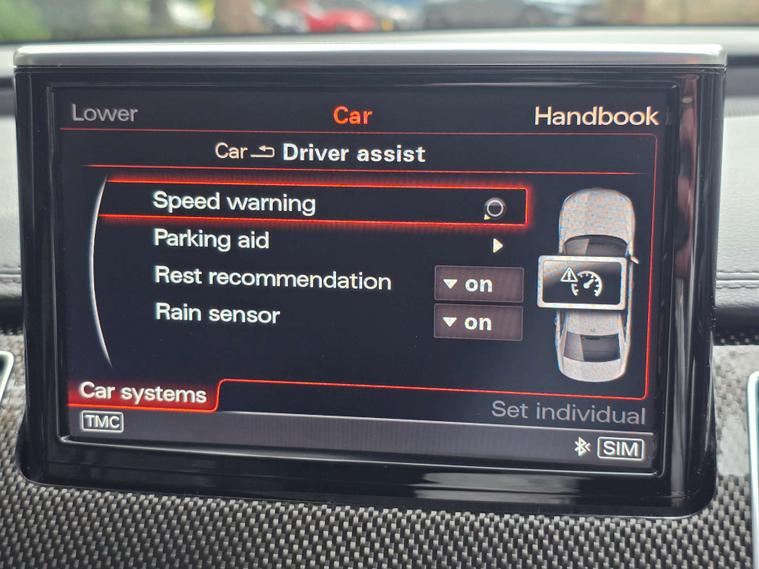 Lower Car Handbook
Car Driver assist
Speed warning
Parking aid
Rest recommendation on
Rain sensor on
Car systems
Set individual
TMC
SIM